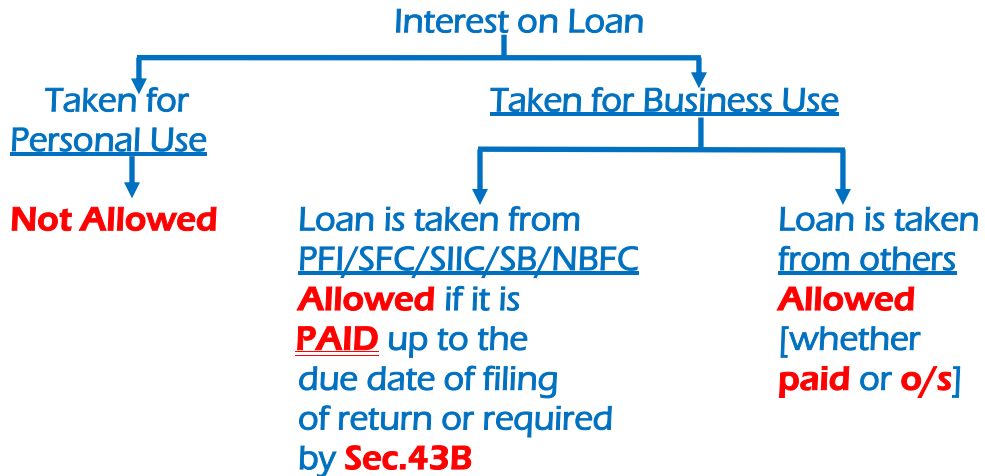 Interest on Loan
Taken for
Personal Use
Not Allowed
Taken for Business Use
Loan is taken from
PFI/SFC/SIIC/SB/NBFC
Allowed if it is
PAID up to the
due date of filing
of return or required
by Sec.43B
Loan is taken
from others
Allowed
[whether
paid or o/s]